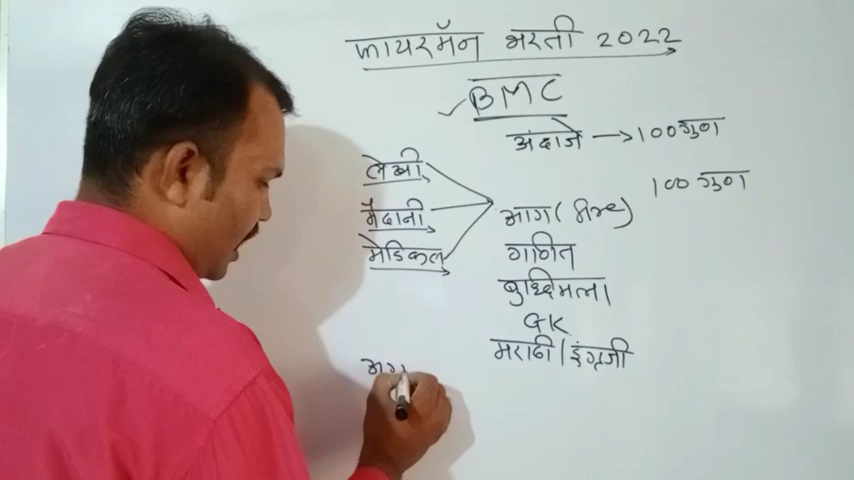 फायरमॅन भरती 2022
BMC
अंदाजे → 100 गुण
लेखी
100 गुण
मैदानी
भाग(
मेडिकल
गणित
बुध्दिमत्ता
GK
मराठी/इंग्रजी